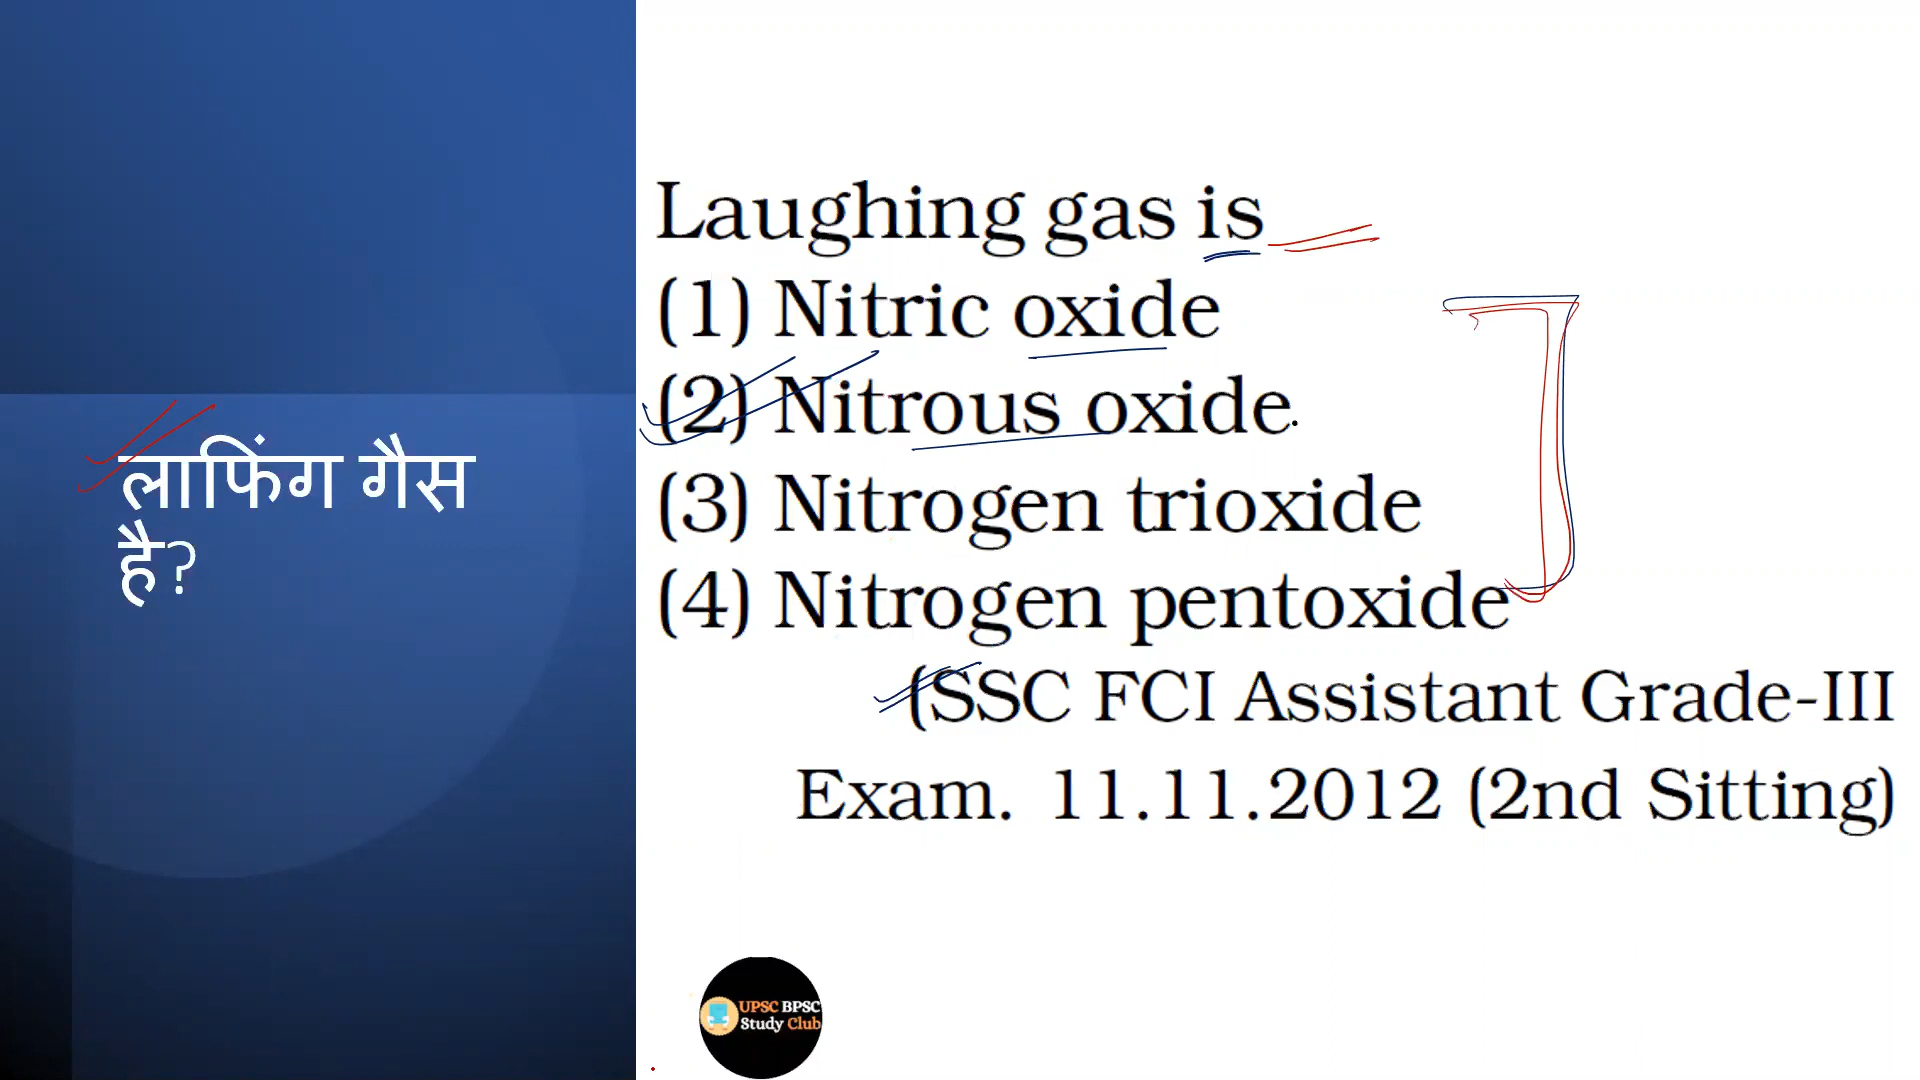 लाफिंग गैस
है?
Laughing gas is
(1) Nitric oxide
(2) Nitrous oxide
(3) Nitrogen trioxide
(4) Nitrogen pentoxide
(SSC FCI Assistant Grade-III
Exam. 11.11.2012 (2nd Sitting)
UPSC BPSC
Study Club